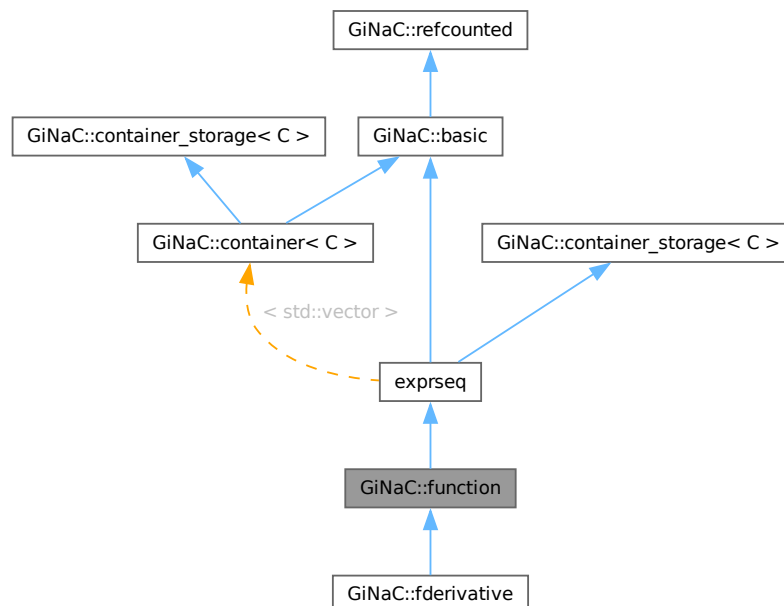 GiNaC::refcounted
GiNaC::container_storage< C >
GiNaC::basic
GiNaC::container< C >
GiNaC::container_storage< C >
< std::vector >
exprseq
GiNaC::function
GiNaC::fderivative